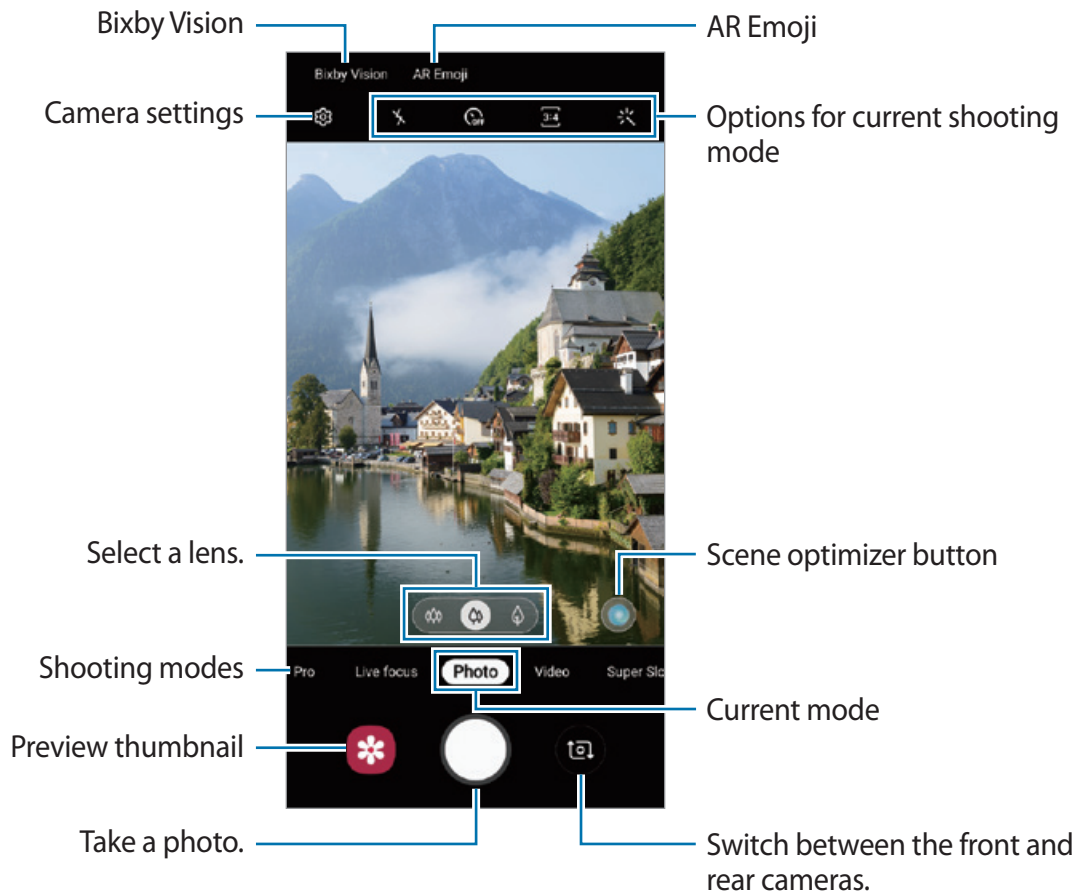 Bixby Vision
AR Emoji
Bixby Vision AR Emoji
Camera settings
OFF
3:4
Options for current shooting
mode
Select a lens.
Scene optimizer button
Shooting modes
Pro Live focus Photo Video Super Slo
Current mode
Preview thumbnail
Take a photo.
Switch between the front and
rear cameras.